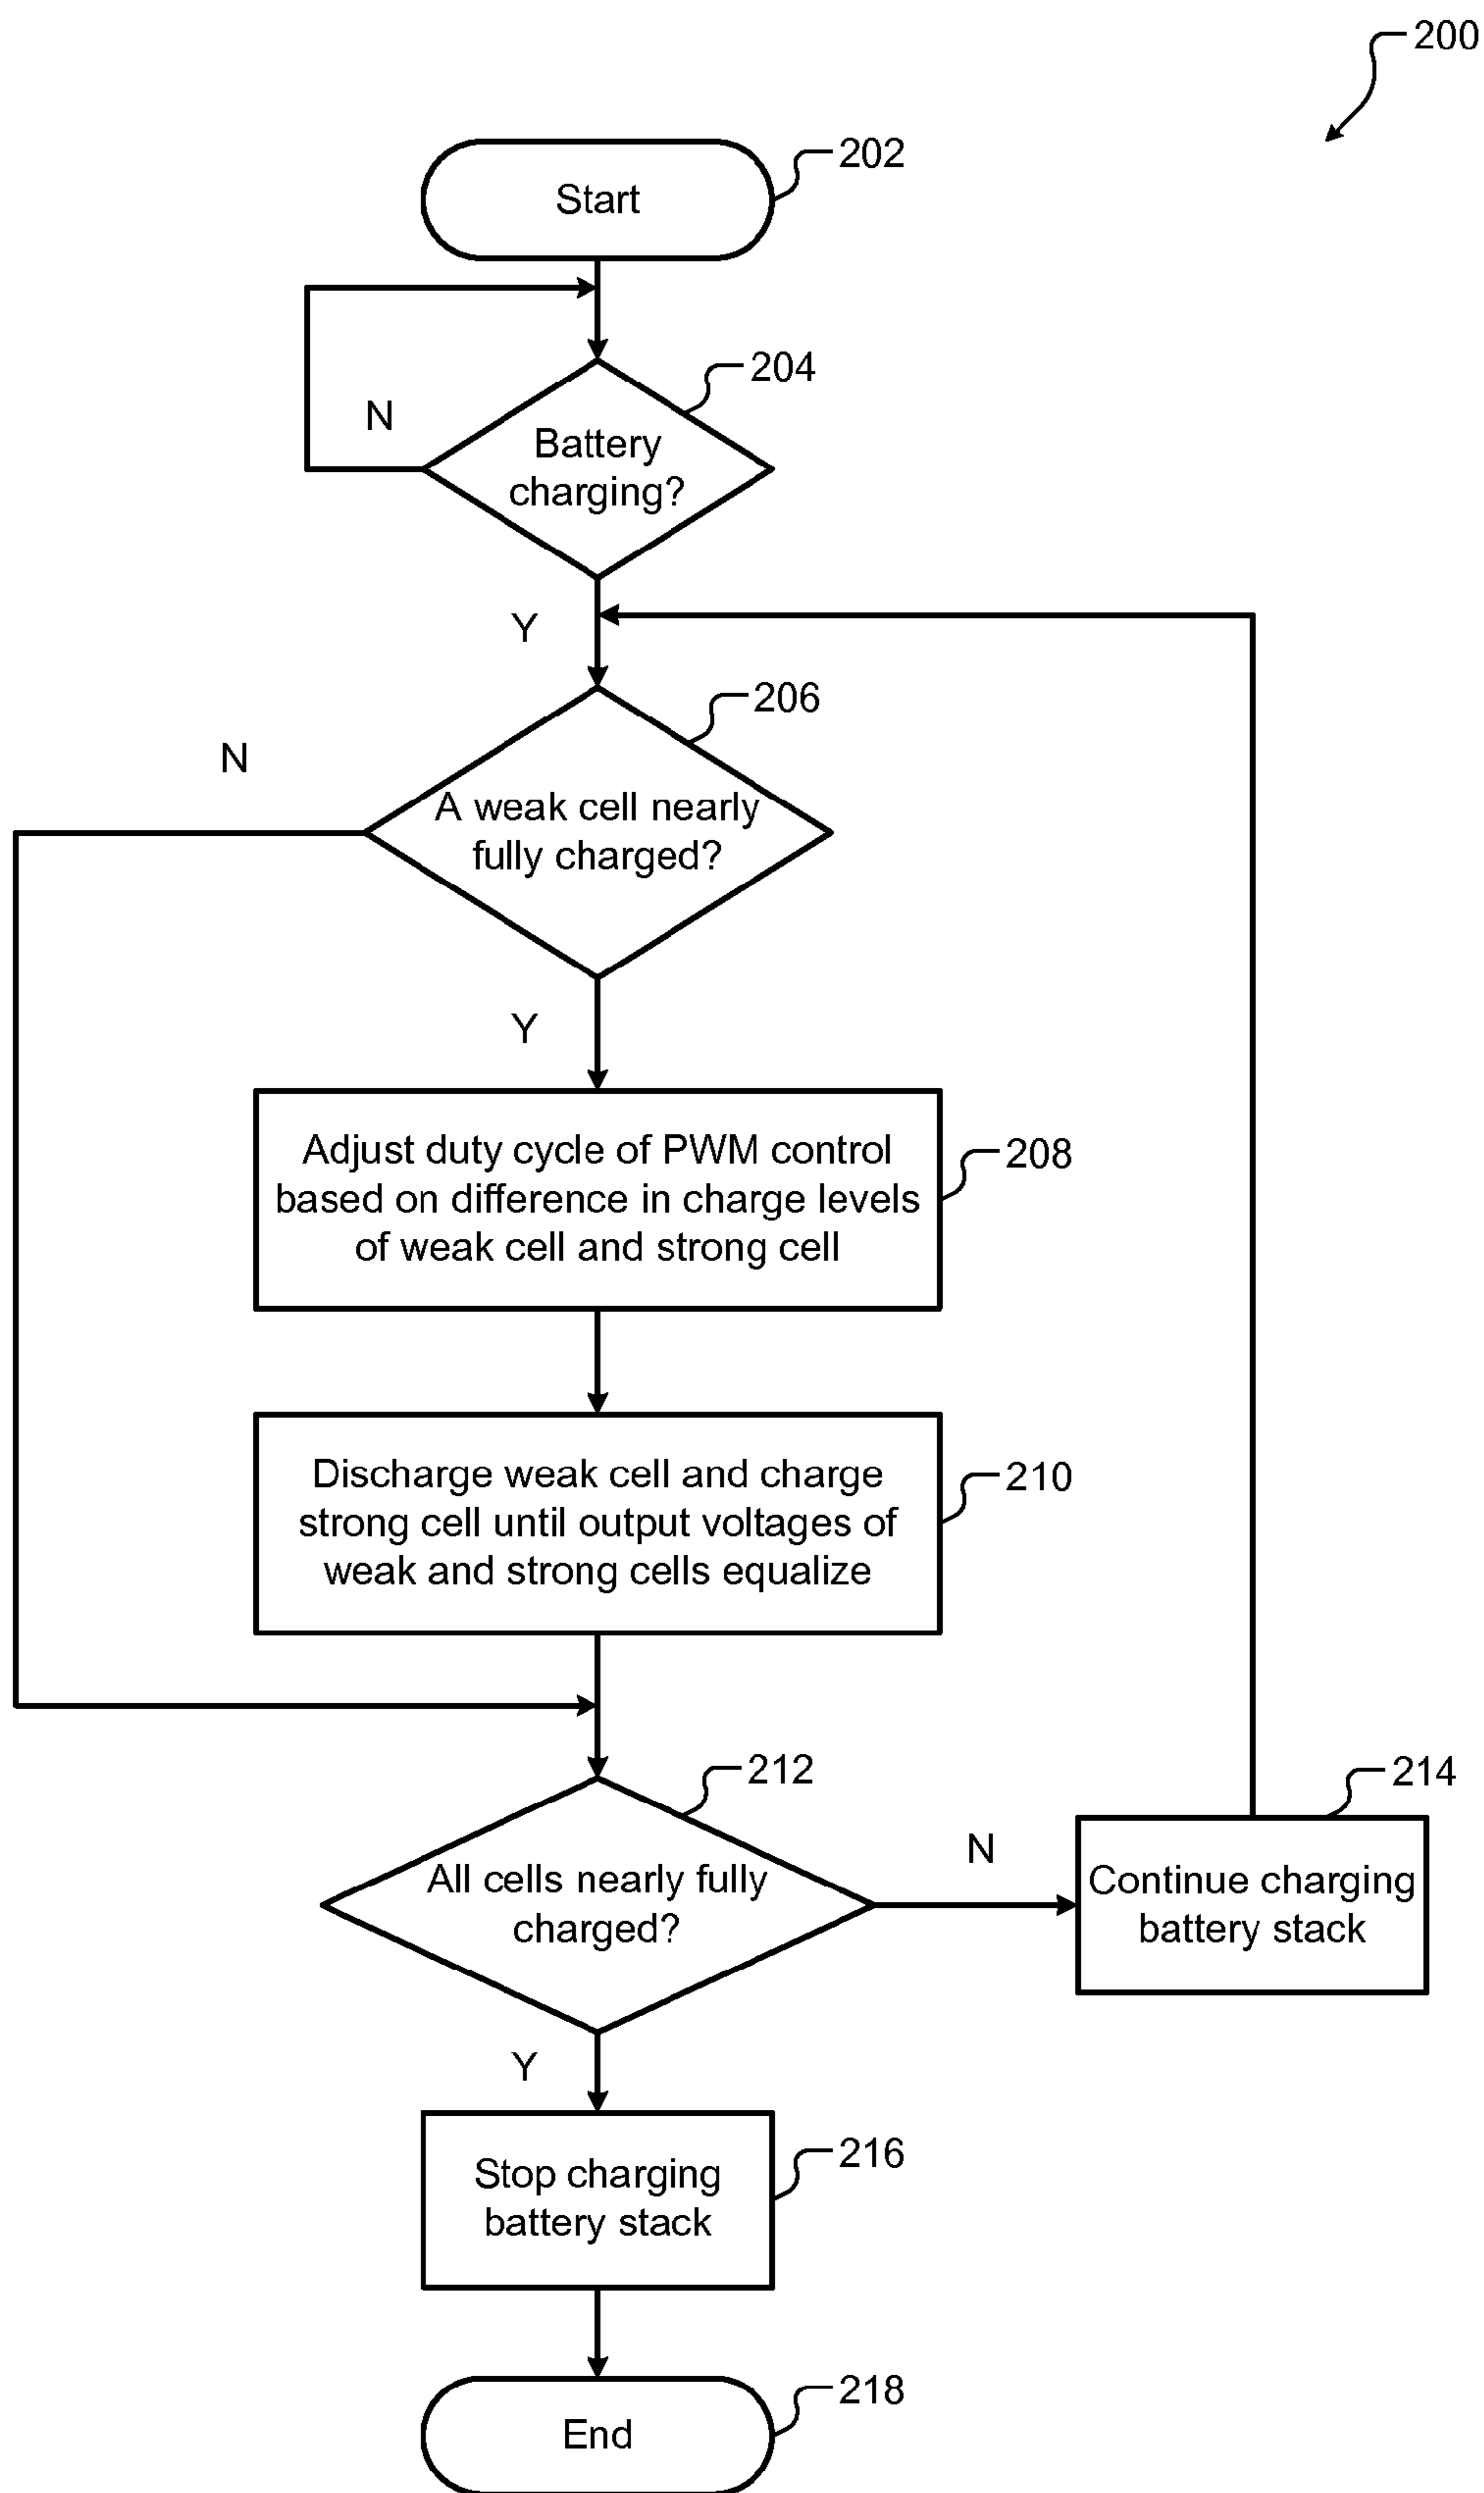 200
202
Start
204
N
Battery
charging?
Y
206
N
A weak cell nearly
fully charged?
Y
Adjust duty cycle of PWM control
based on difference in charge levels
of weak cell and strong cell
208
Discharge weak cell and charge
strong cell until output voltages of
weak and strong cells equalize
210
212
214
All cells nearly fully
charged?
N
Continue charging
battery stack
Y
Stop charging
battery stack
216
End
218